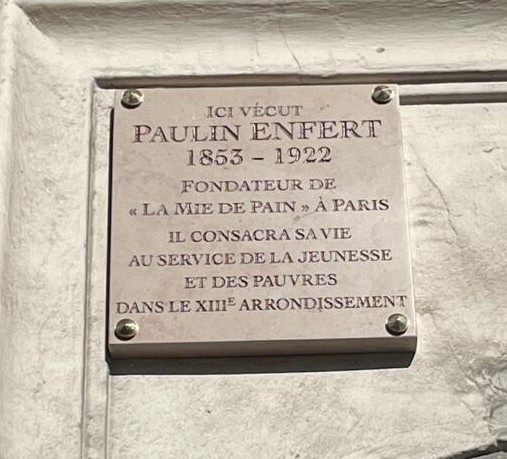 ICI VÉCUT
PAULIN ENFERT
1853 – 1922
FONDATEUR DE
« LA MIE DE PAIN » À PARIS
IL CONSACRA SA VIE
AU SERVICE DE LA JEUNESSE
ET DES PAUVRES
DANS LE XIIIE ARRONDISSEMENT